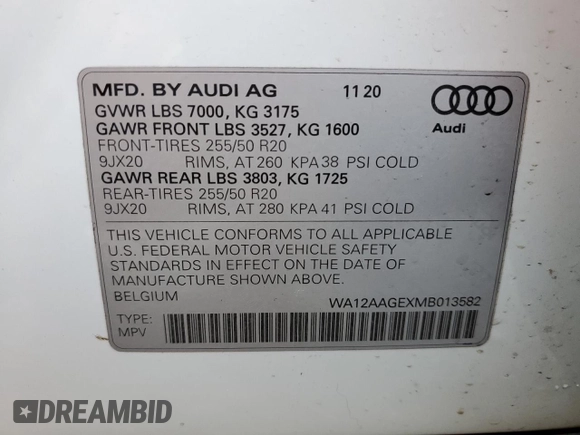 MFD. BY AUDI AG 11 20
GVWR LBS 7000, KG 3175
GAWR FRONT LBS 3527, KG 1600
FRONT-TIRES 255/50 R20
9JX20 RIMS, AT 260 KPA 38 PSI COLD
GAWR REAR LBS 3803, KG 1725
REAR-TIRES 255/50 R20
9JX20 RIMS, AT 280 KPA 41 PSI COLD
Audi
THIS VEHICLE CONFORMS TO ALL APPLICABLE
U.S. FEDERAL MOTOR VEHICLE SAFETY
STANDARDS IN EFFECT ON THE DATE OF
MANUFACTURE SHOWN ABOVE.
BELGIUM WA12AAGEXMB013582
TYPE:
MPV
DREAMBID